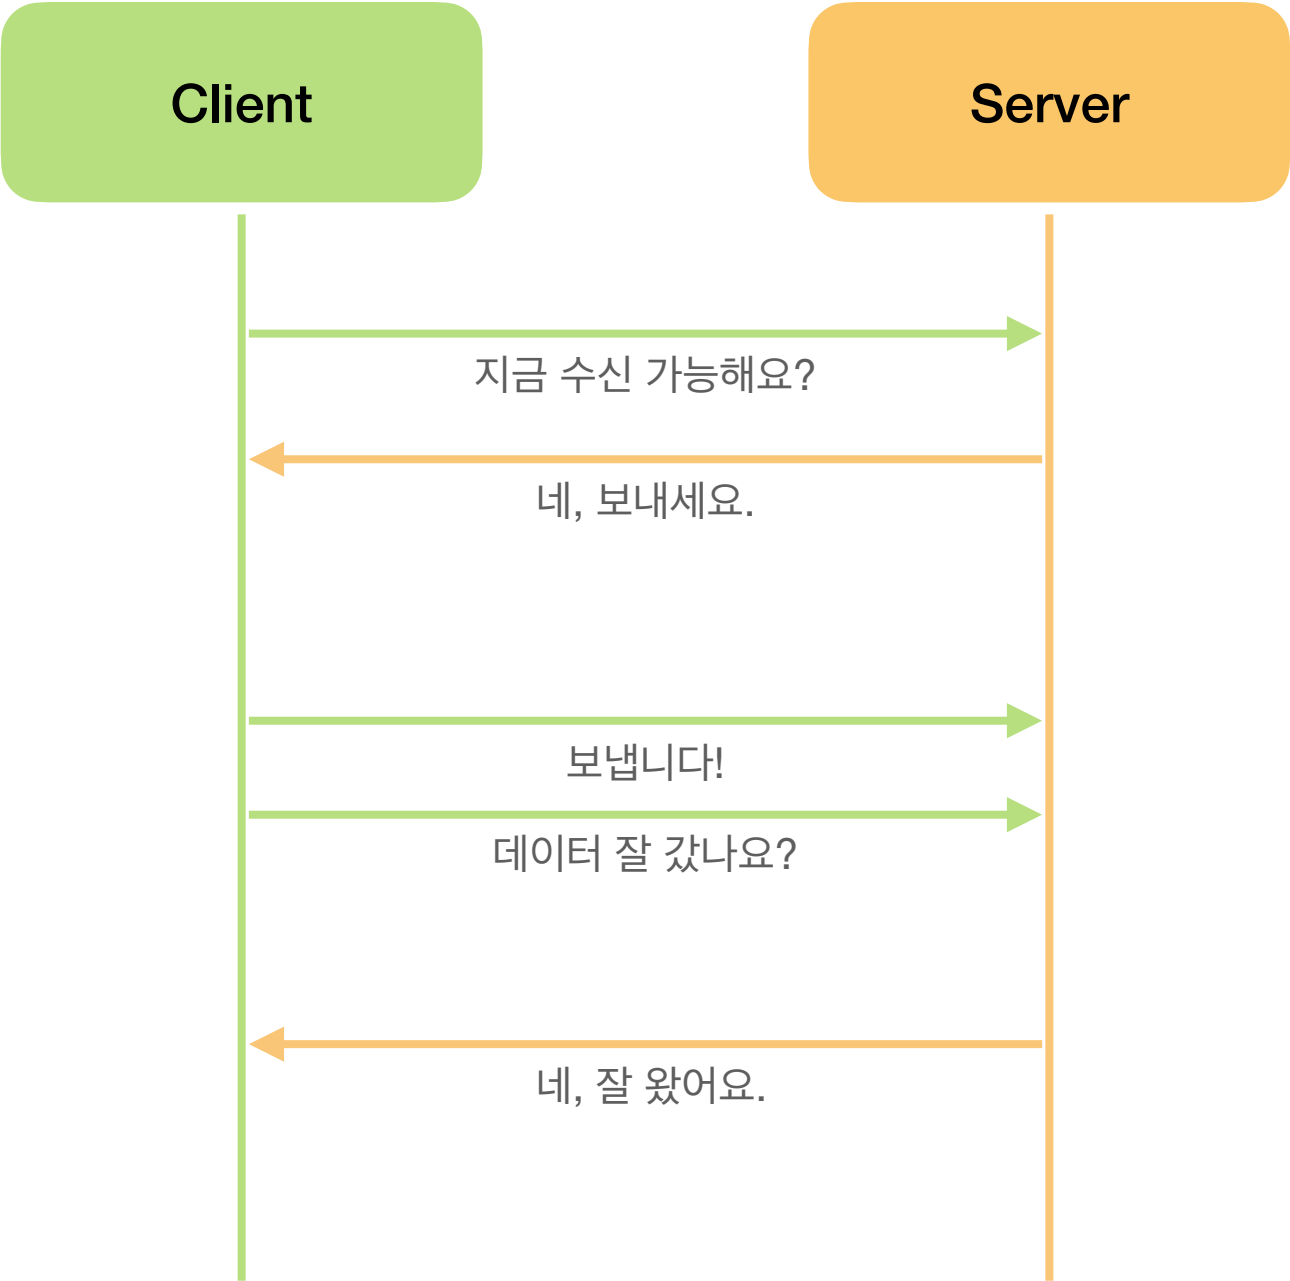 Client
Server
지금 수신 가능해요?
네, 보내세요.
보냅니다!
데이터 잘 갔나요?
네, 잘 왔어요.